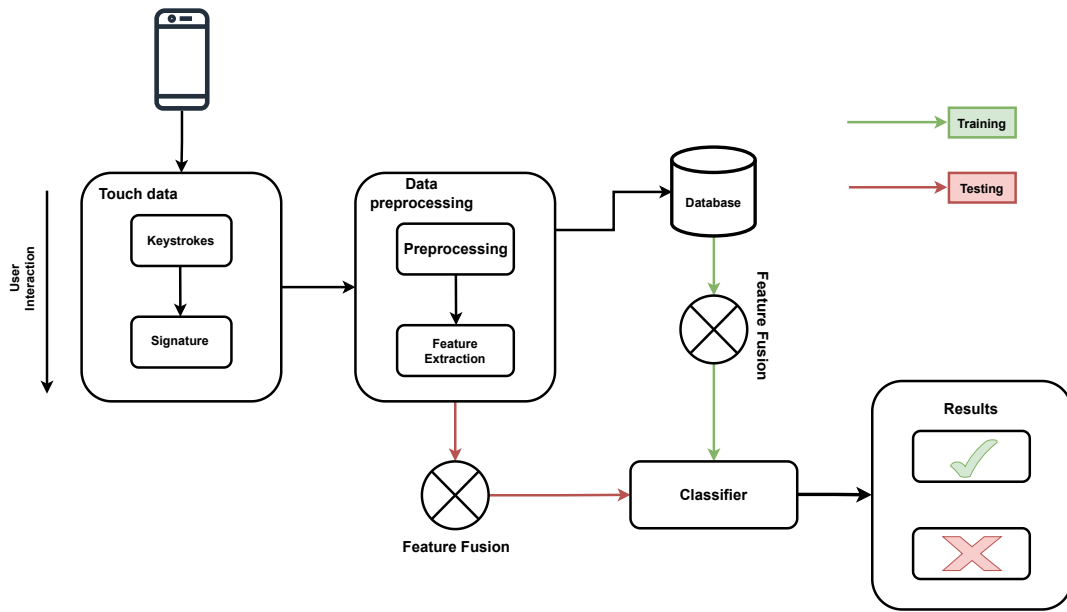 Touch data
Keystrokes
Signature
User
Interaction
Data
preprocessing
Preprocessing
Feature
Extraction
Database
Feature Fusion
Training
Testing
Feature Fusion
Classifier
Results